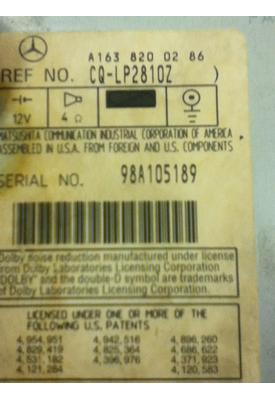 A163 820 02 86
REF NO. CQ-LP2810Z )
12V 4 Ω
MATSUSHITA COMMUNICATION INDUSTRIAL CORPORATION OF AMERICA
ASSEMBLED IN U.S.A. FROM FOREIGN AND U.S. COMPONENTS
SERIAL NO. 98A105189
Dolby noise reduction manufactured under license
from Dolby Laboratories Licensing Corporation
"DOLBY" and the double-D symbol are trademarks
of Dolby Laboratories Licensing Corporation.
LICENSED UNDER ONE OR MORE OF THE
FOLLOWING U.S. PATENTS
4,954,951 4,942,516 4,896,260
4,829,419 4,825,364 4,686,622
4,531,182 4,396,976 4,371,923
4,121,284 4,120,583